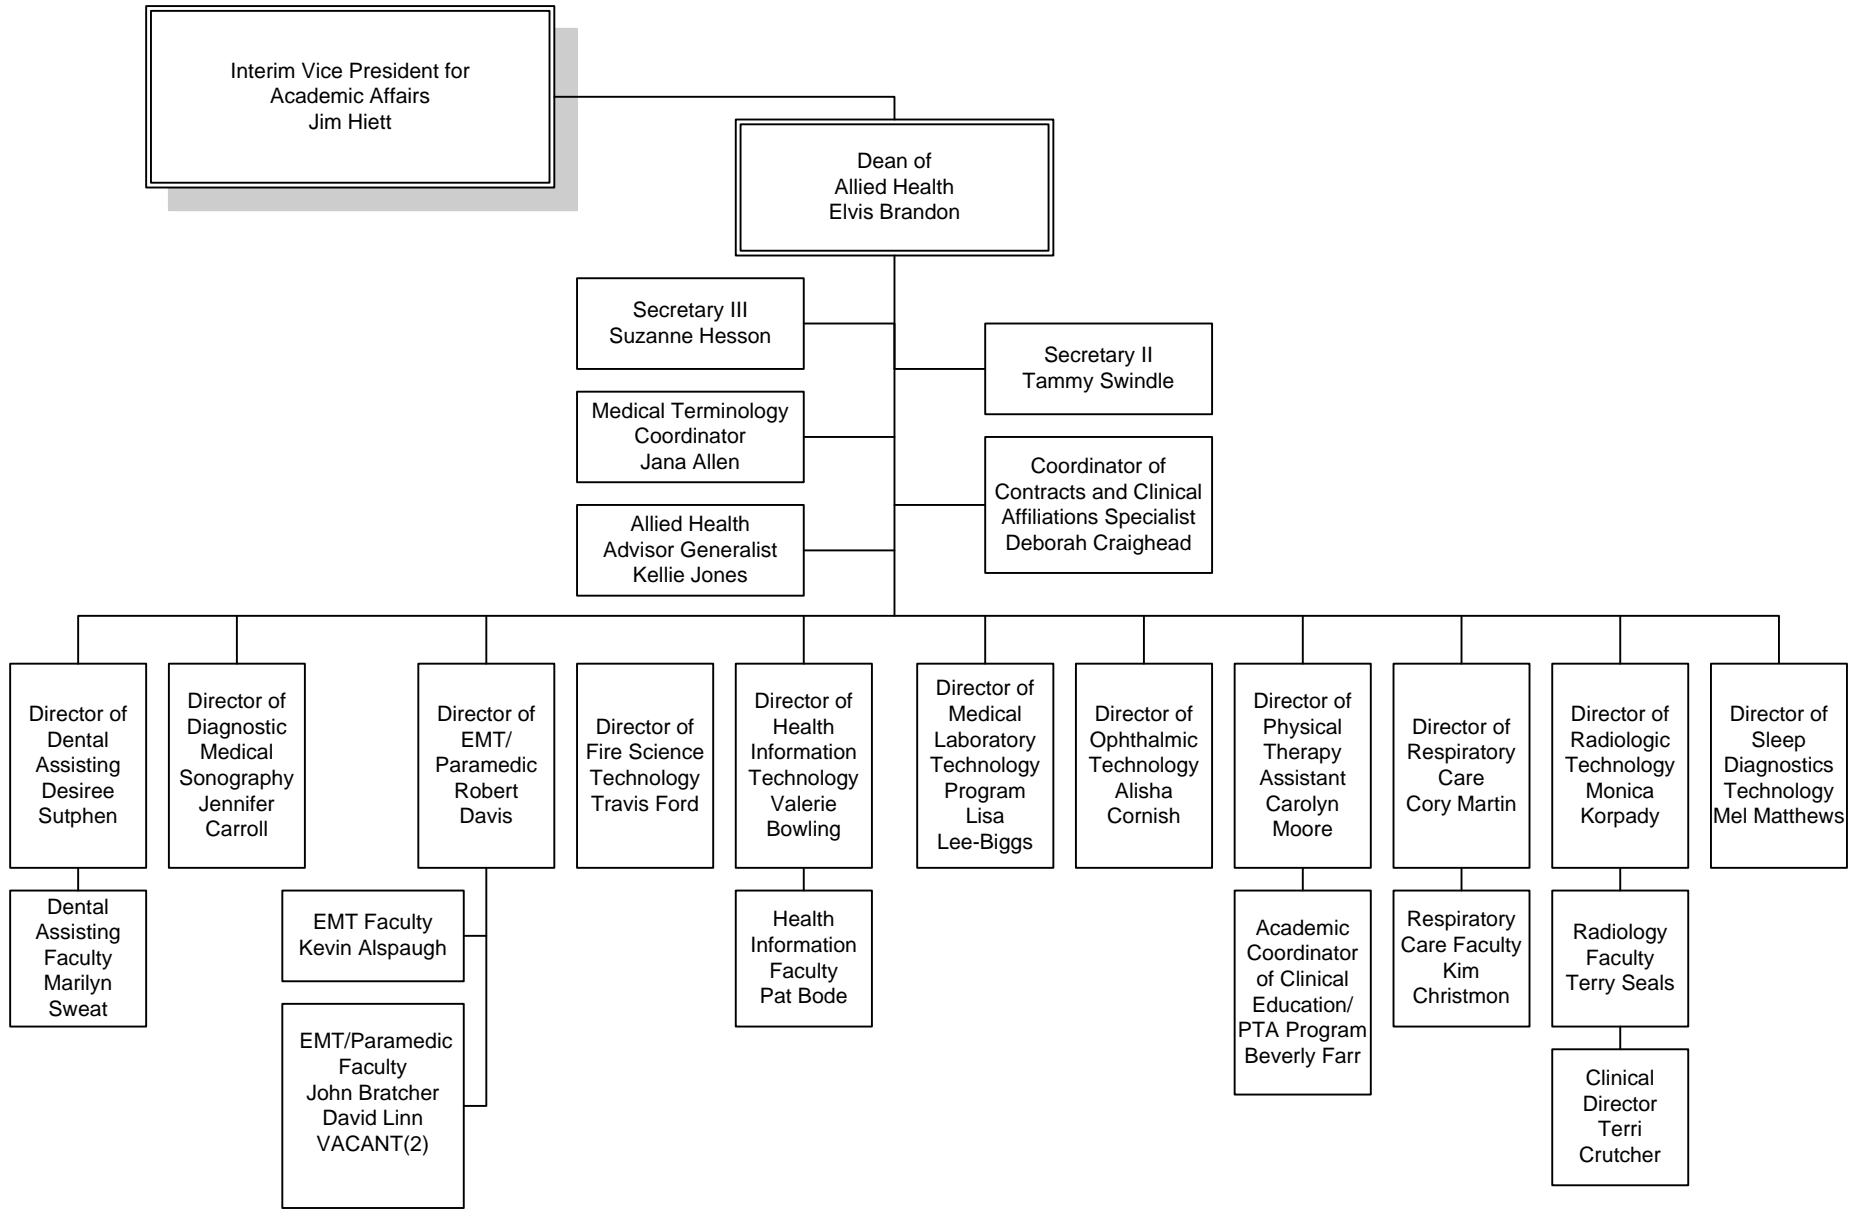 Interim Vice President for
Academic Affairs
Jim Hiett
Dean of
Allied Health
Elvis Brandon
Secretary III
Suzanne Hesson
Secretary II
Tammy Swindle
Medical Terminology
Coordinator
Jana Allen
Coordinator of
Contracts and Clinical
Affiliations Specialist
Deborah Craighead
Allied Health
Advisor Generalist
Kellie Jones
Director of
Dental
Assisting
Desiree
Sutphen
Director of
Diagnostic
Medical
Sonography
Jennifer
Carroll
Director of
EMT/
Paramedic
Robert
Davis
Director of
Fire Science
Technology
Travis Ford
Director of
Health
Information
Technology
Valerie
Bowling
Director of
Medical
Laboratory
Technology
Program
Lisa
Lee-Biggs
Director of
Ophthalmic
Technology
Alisha
Cornish
Director of
Physical
Therapy
Assistant
Carolyn
Moore
Director of
Respiratory
Care
Cory Martin
Director of
Radiologic
Technology
Monica
Korpady
Director of
Sleep
Diagnostics
Technology
Mel Matthews
Dental
Assisting
Faculty
Marilyn
Sweat
EMT Faculty
Kevin Alspaugh
EMT/Paramedic
Faculty
John Bratcher
David Linn
VACANT(2)
Health
Information
Faculty
Pat Bode
Academic
Coordinator
of Clinical
Education/
PTA Program
Beverly Farr
Respiratory
Care Faculty
Kim
Christmon
Radiology
Faculty
Terry Seals
Clinical
Director
Terri
Crutcher